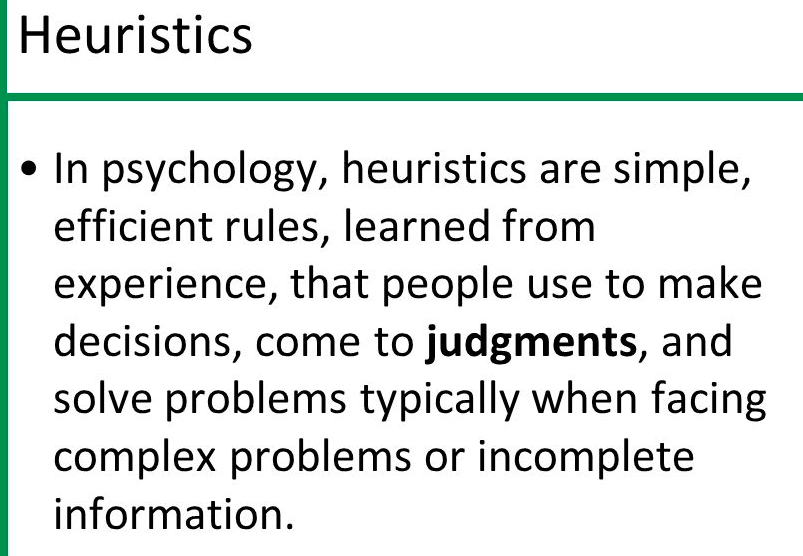 Heuristics
• In psychology, heuristics are simple,
efficient rules, learned from
experience, that people use to make
decisions, come to judgments, and
solve problems typically when facing
complex problems or incomplete
information.